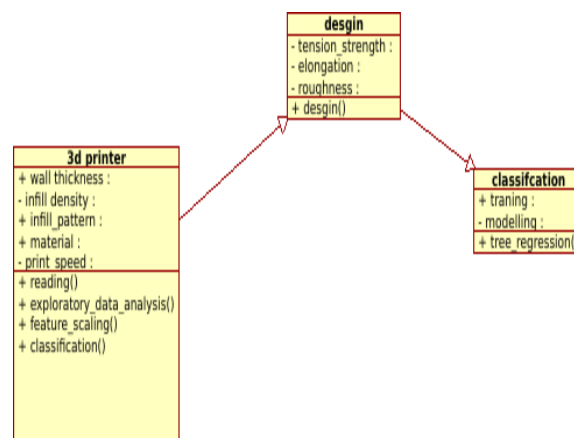 desgin
- tension_strength :
- elongation :
- roughness :
+ desgin()
3d printer
+ wall thickness :
- infill density :
+ infill_pattern :
+ material :
- print_speed :
+ reading()
+ exploratory_data_analysis()
+ feature_scaling()
+ classification()
classifcation
+ traning :
- modelling :
+ tree_regression(